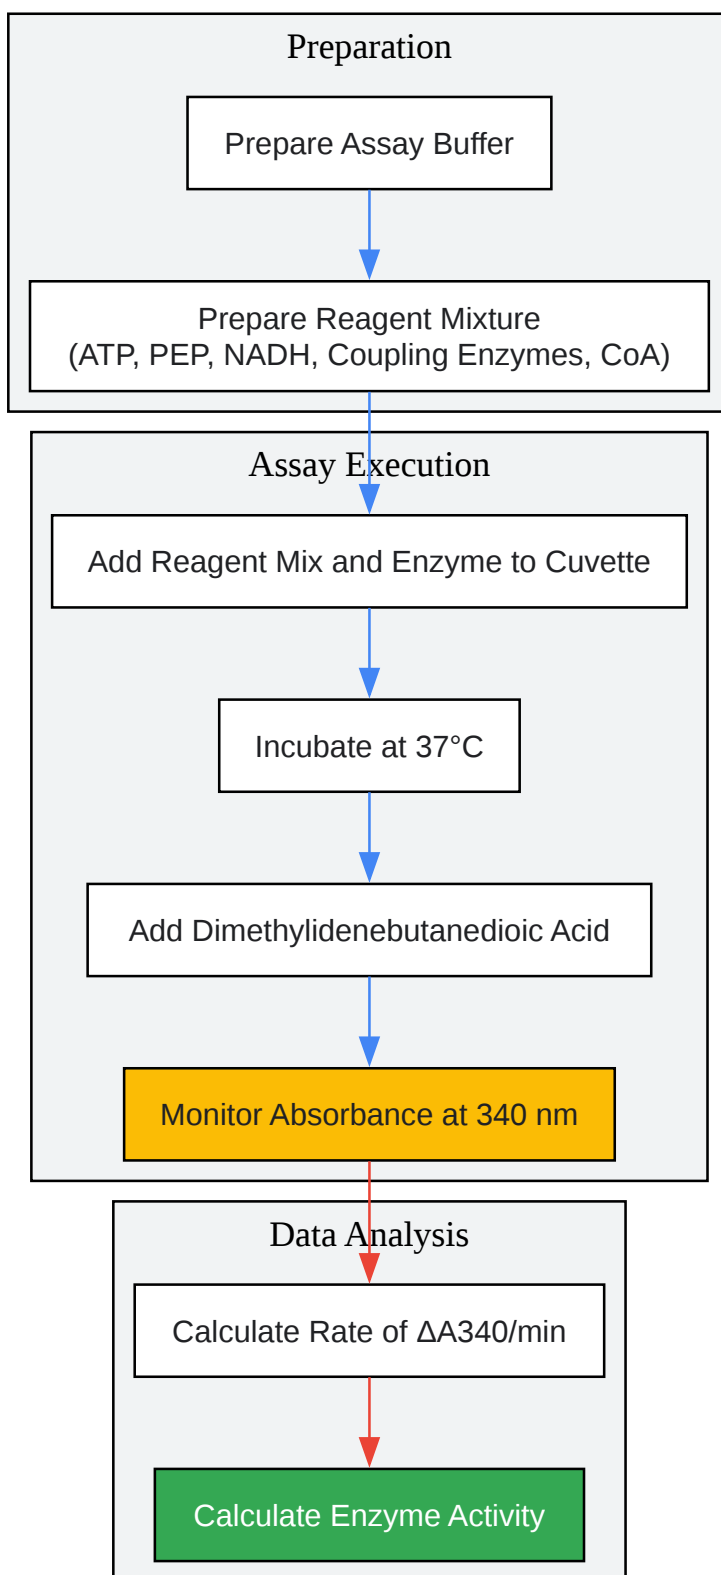 Preparation
Prepare Assay Buffer
Prepare Reagent Mixture
(ATP, PEP, NADH, Coupling Enzymes, CoA)
Assay Execution
Add Reagent Mix and Enzyme to Cuvette
Incubate at 37°C
Add Dimethylidenebutanedioic Acid
Monitor Absorbance at 340 nm
Data Analysis
Calculate Rate of ΔA340/min
Calculate Enzyme Activity